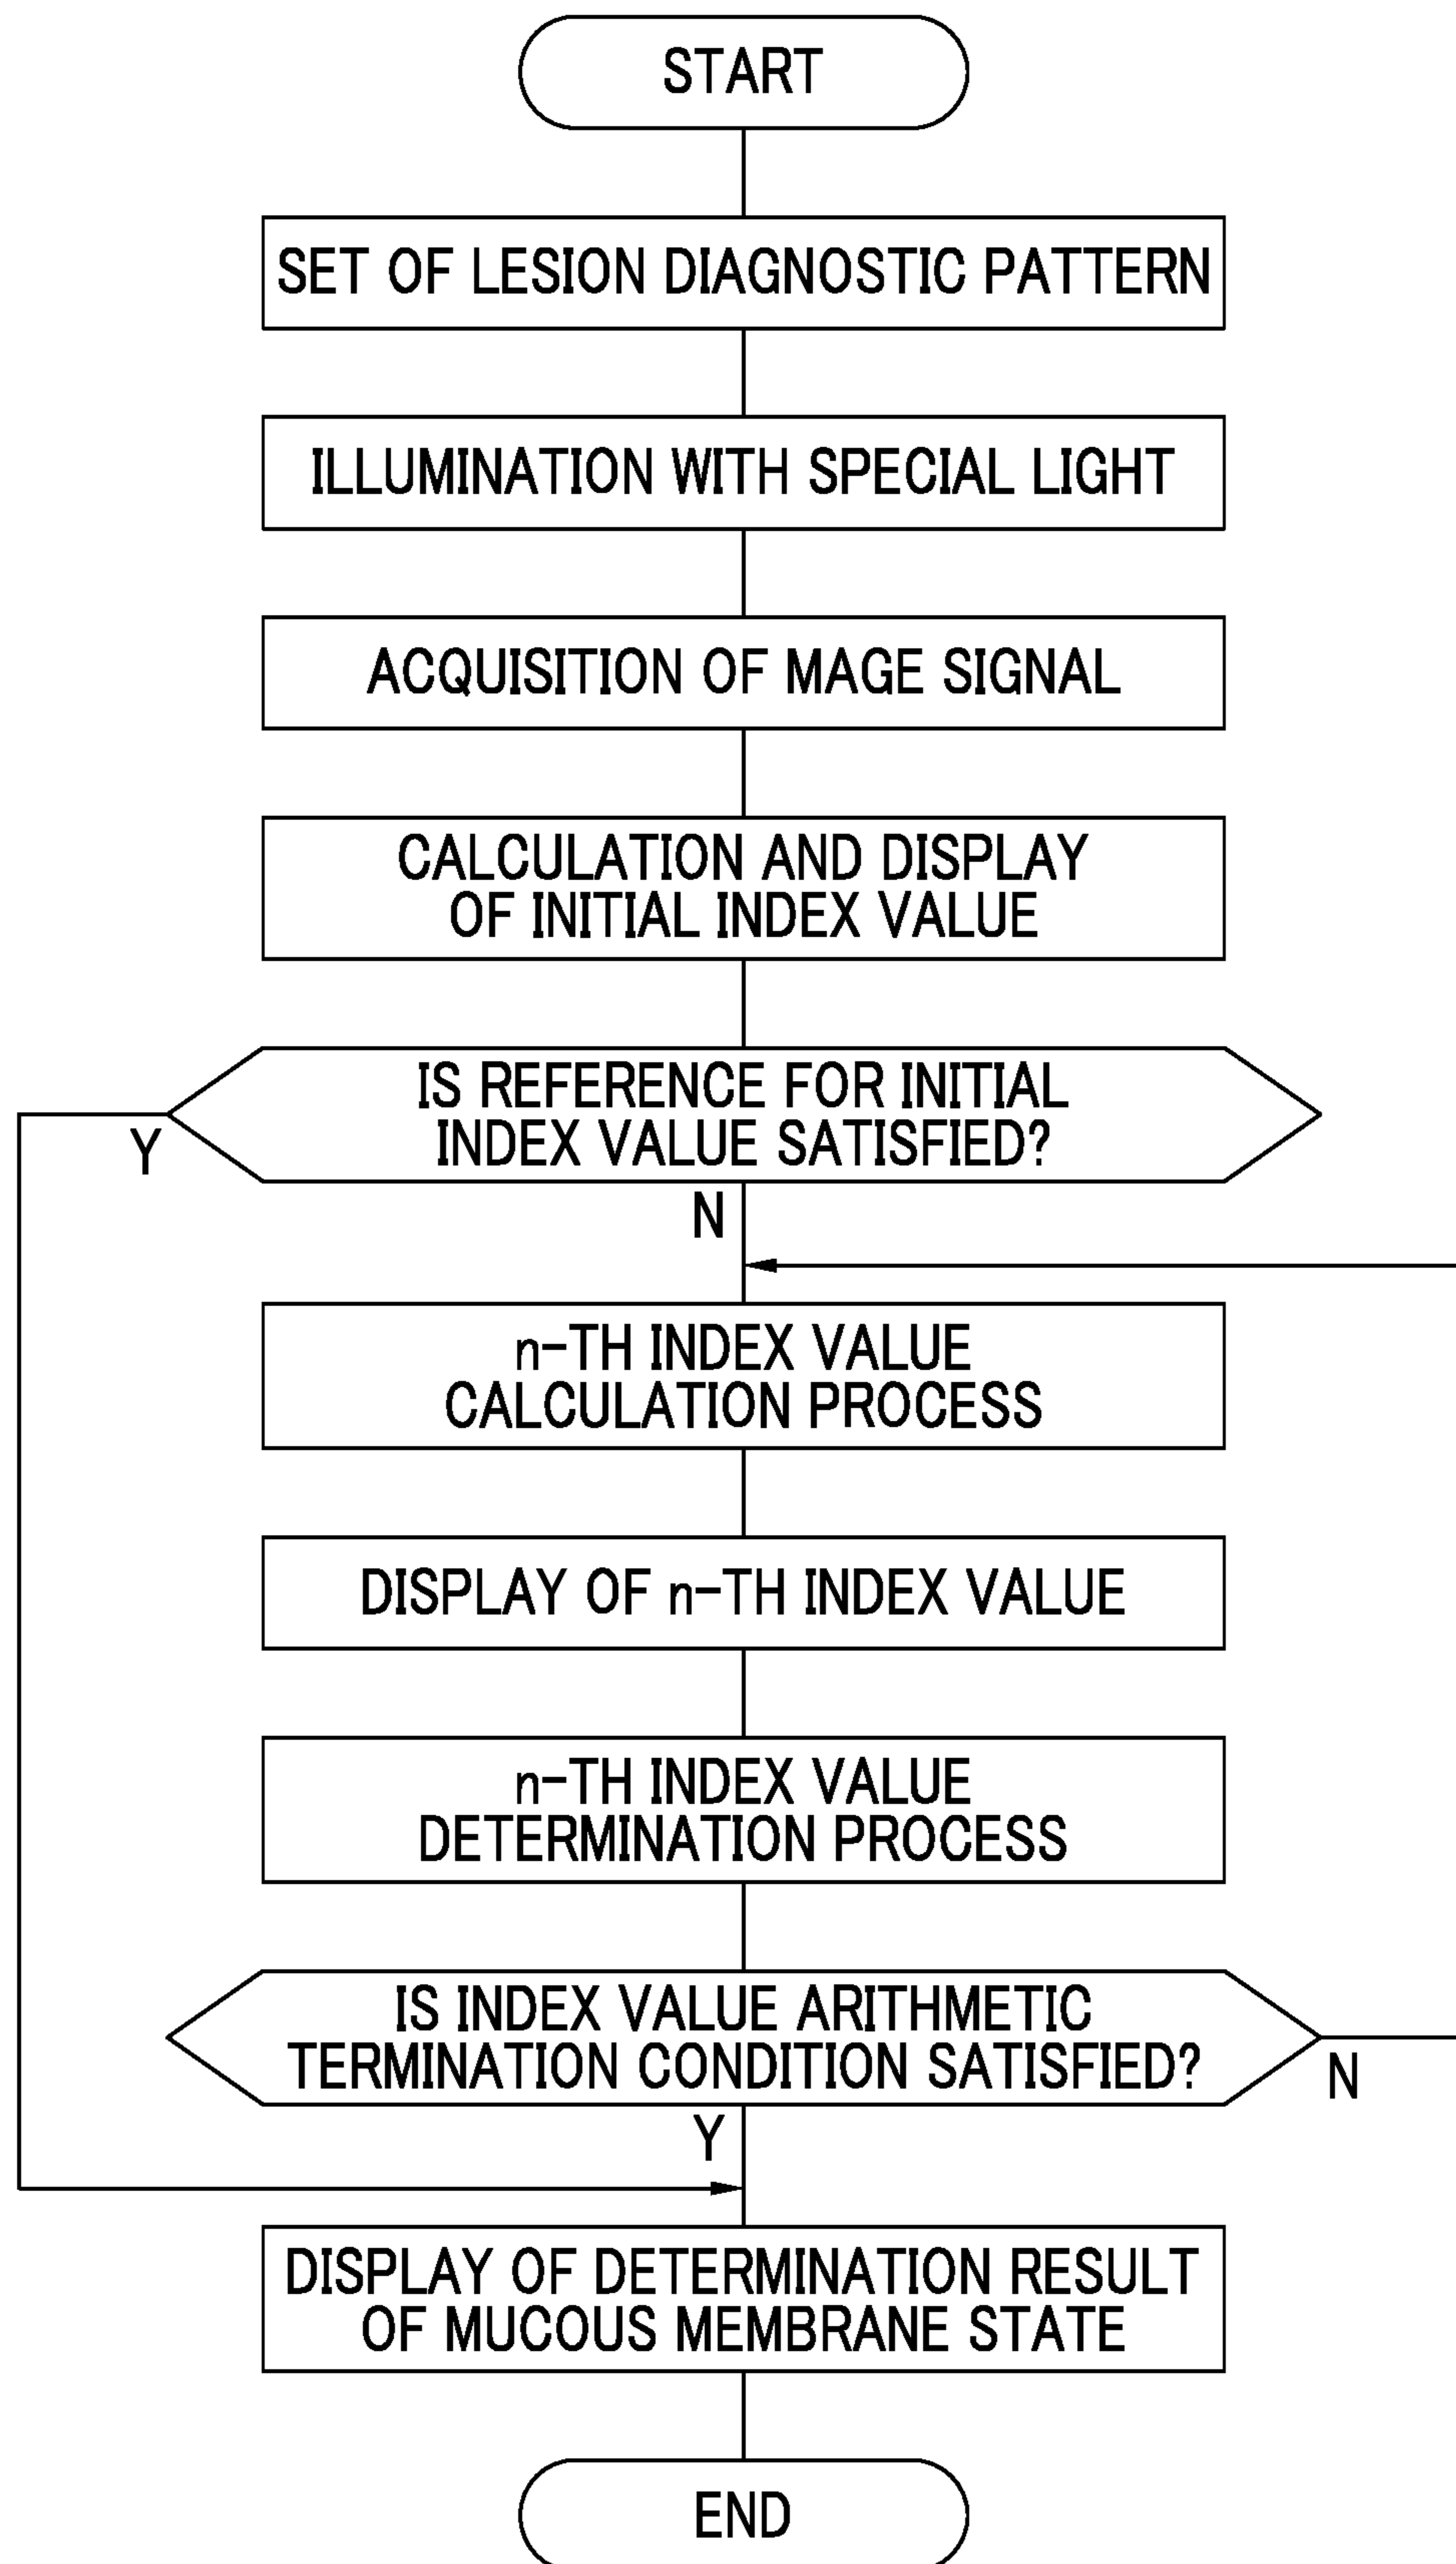 START
SET OF LESION DIAGNOSTIC PATTERN
ILLUMINATION WITH SPECIAL LIGHT
ACQUISITION OF MAGE SIGNAL
CALCULATION AND DISPLAY
OF INITIAL INDEX VALUE
IS REFERENCE FOR INITIAL
INDEX VALUE SATISFIED?
Y
N
n-TH INDEX VALUE
CALCULATION PROCESS
DISPLAY OF n-TH INDEX VALUE
n-TH INDEX VALUE
DETERMINATION PROCESS
IS INDEX VALUE ARITHMETIC
TERMINATION CONDITION SATISFIED?
N
Y
DISPLAY OF DETERMINATION RESULT
OF MUCOUS MEMBRANE STATE
END